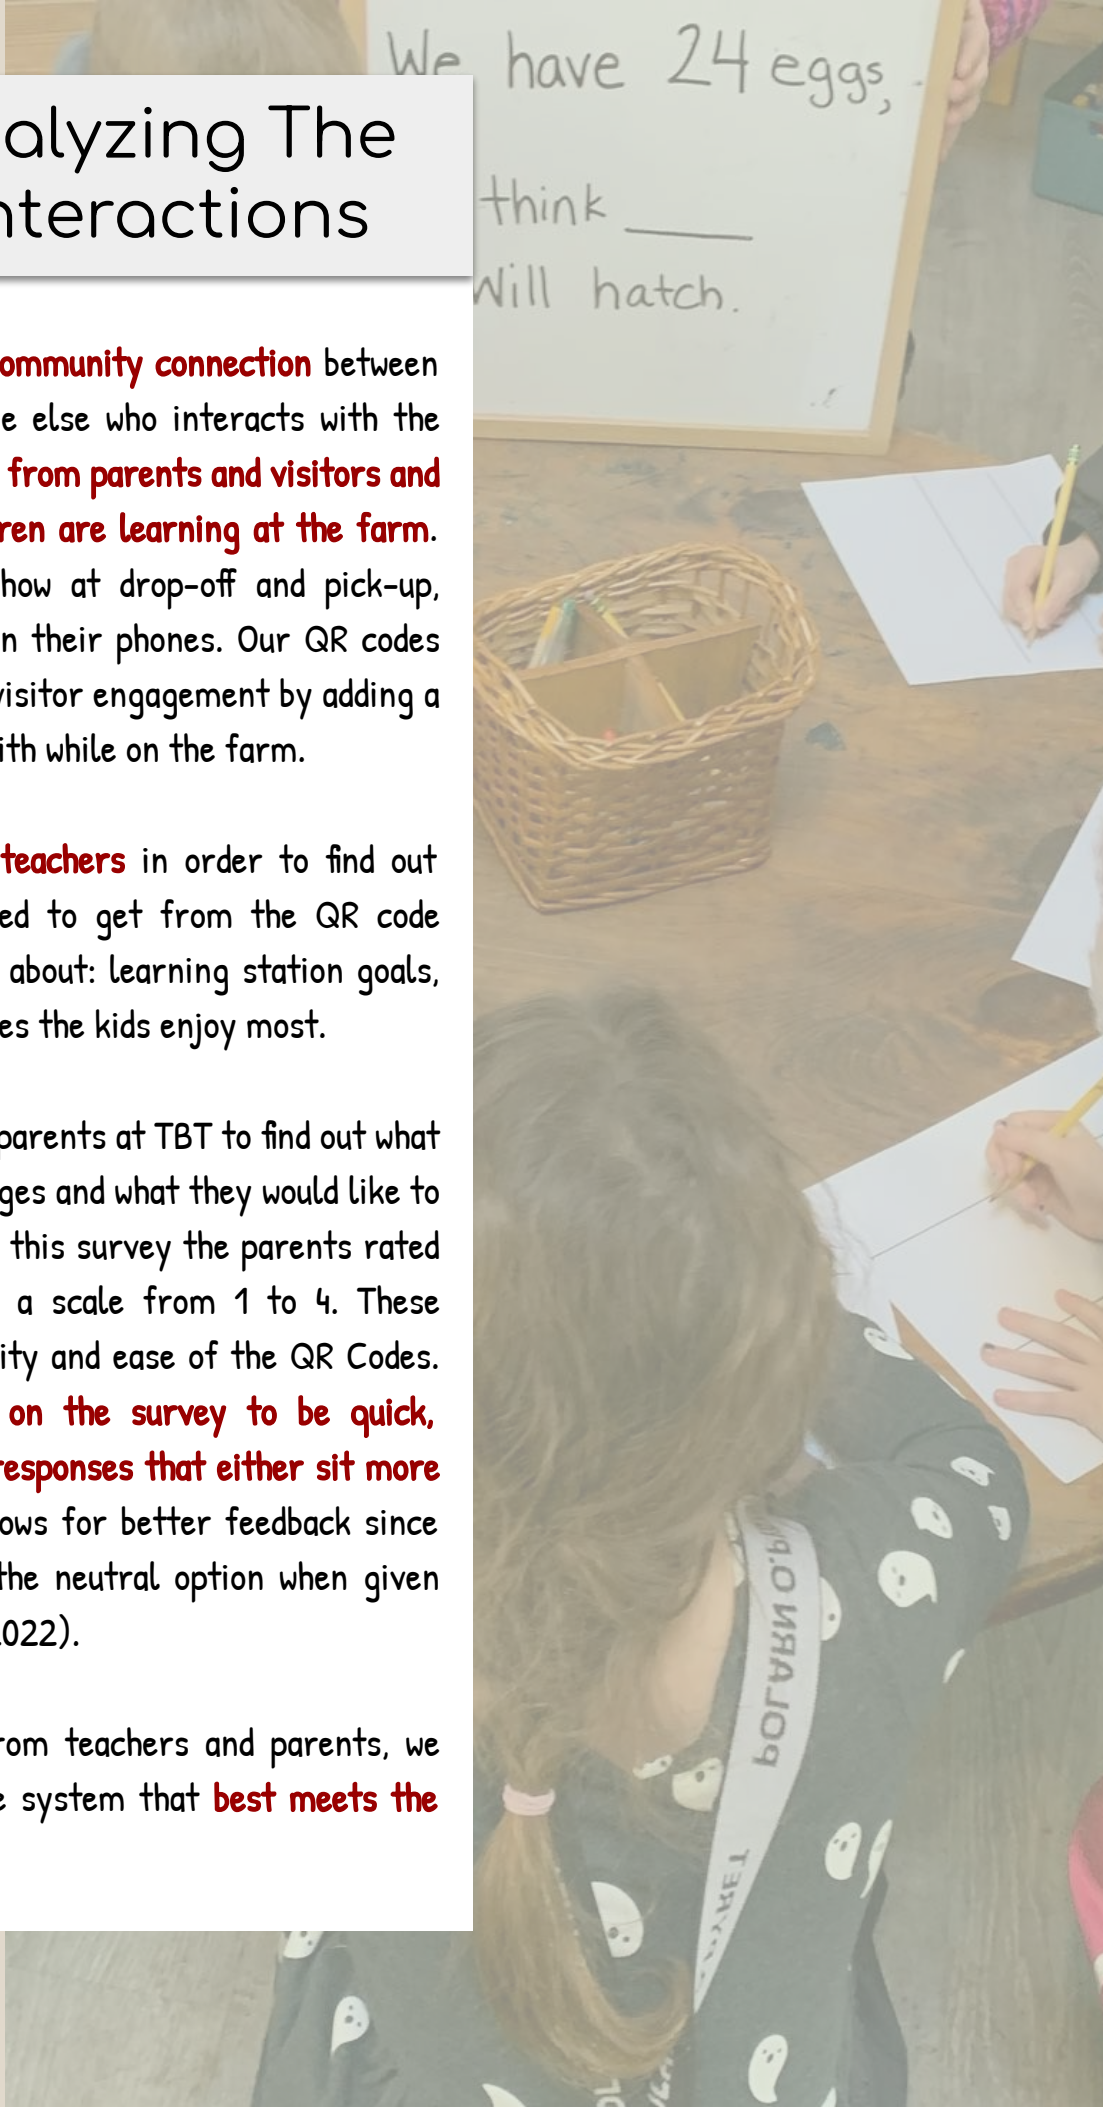 We have 24 eggs,
think ____
Will hatch.
alyzing The
nteractions
ommunity connection between
e else who interacts with the
from parents and visitors and
ren are learning at the farm.
how at drop-off and pick-up,
n their phones. Our QR codes
visitor engagement by adding a
ith while on the farm.
teachers in order to find out
ed to get from the QR code
about: learning station goals,
es the kids enjoy most.
parents at TBT to find out what
ges and what they would like to
this survey the parents rated
a scale from 1 to 4. These
ity and ease of the QR Codes.
on the survey to be quick,
responses that either sit more
ows for better feedback since
the neutral option when given
022).
rom teachers and parents, we
e system that best meets the
POLARN O.P